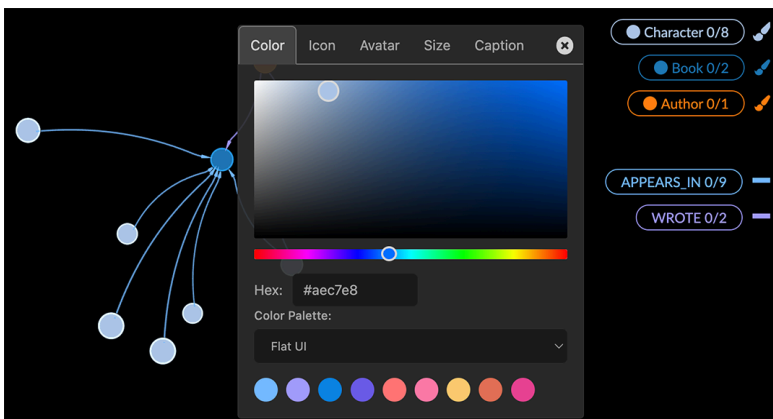 Color Icon Avatar Size Caption
Character 0/8
Book 0/2
Author 0/1
APPEARS_IN 0/9
WROTE 0/2
Hex: #aec7e8
Color Palette:
Flat UI